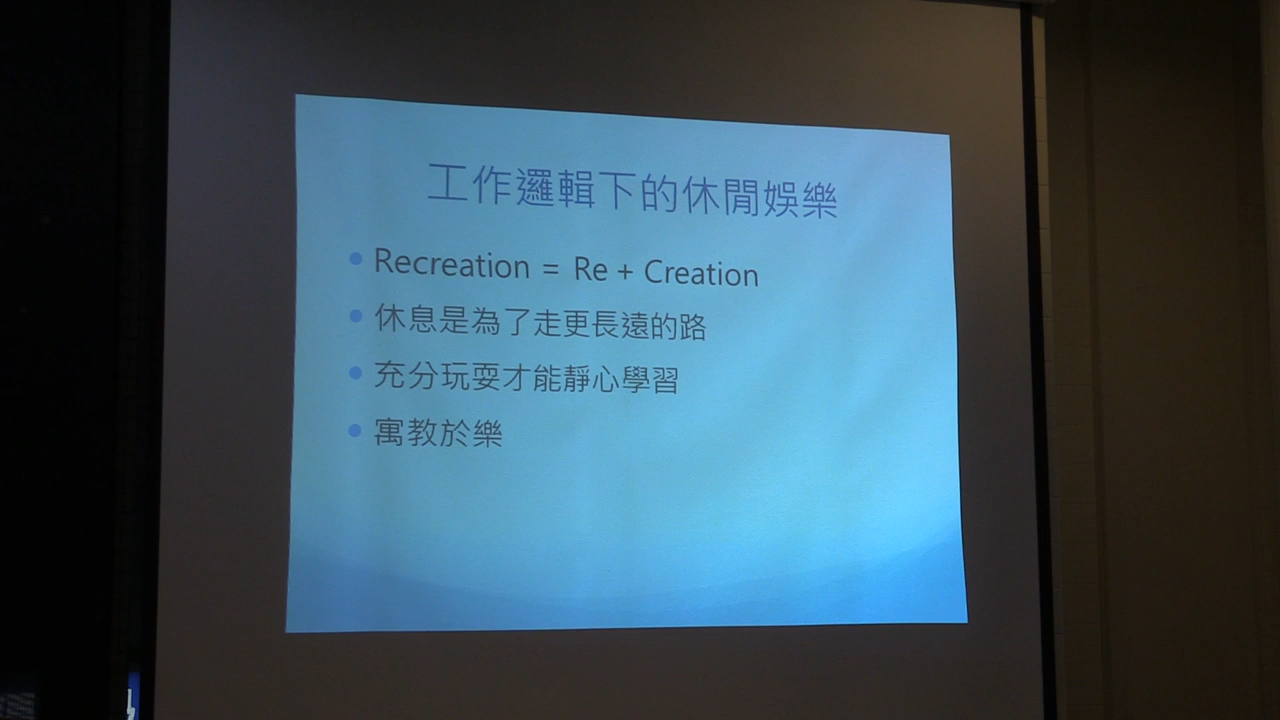 工作邏輯下的休閒娛樂
Recreation = Re + Creation
休息是為了走更長遠的路
充分玩耍才能靜心學習
寓教於樂